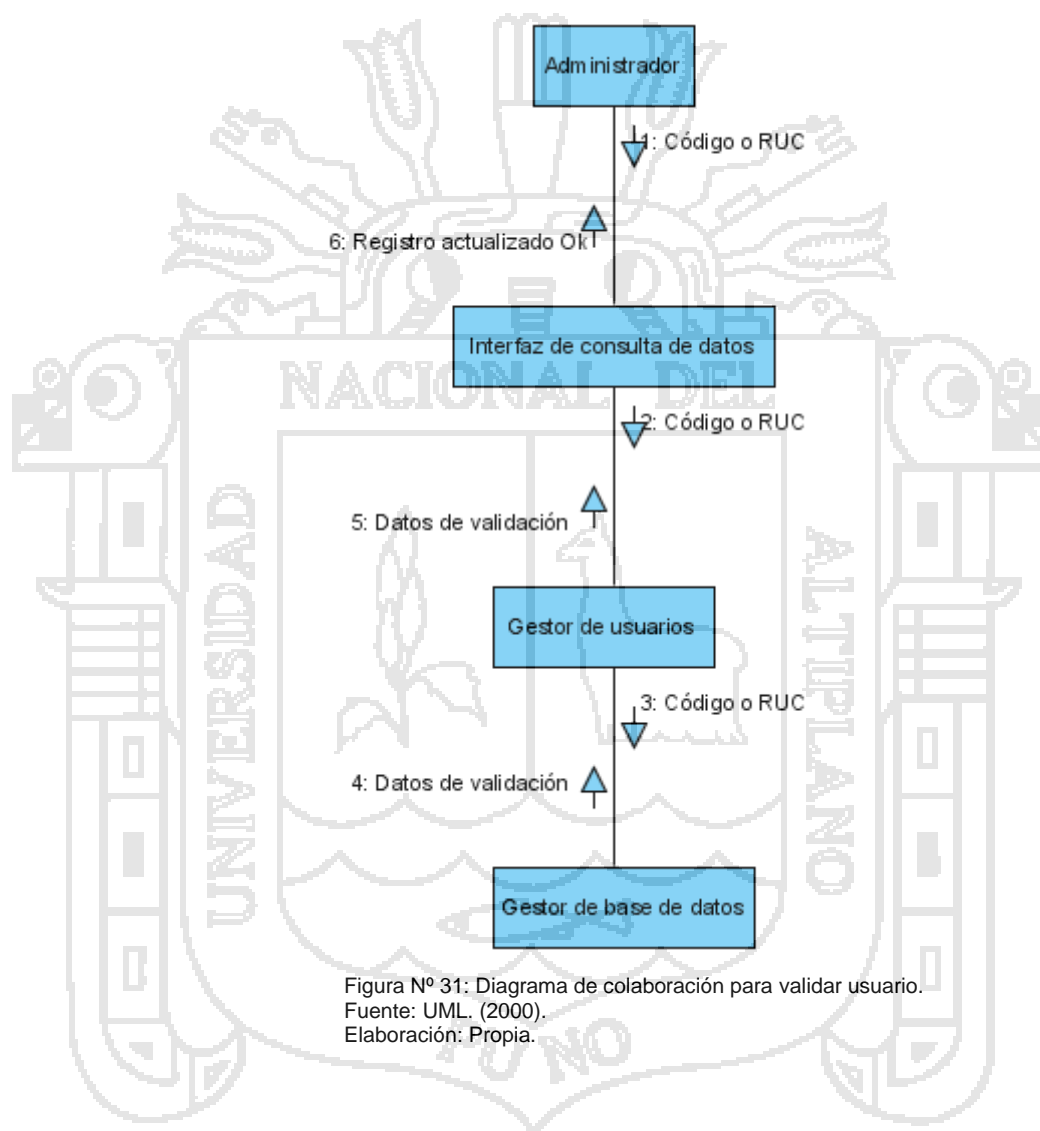 Administrador
1: Código o RUC
6: Registro actualizado Ok
Interfaz de consulta de datos
NACIONAL DEL
2: Código o RUC
5: Datos de validación
UNIVERSIDAD
ALTIPLANO
Gestor de usuarios
3: Código o RUC
4: Datos de validación
Gestor de base de datos
Figura Nº 31: Diagrama de colaboración para validar usuario.
Fuente: UML. (2000).
Elaboración: Propia.
PUNO